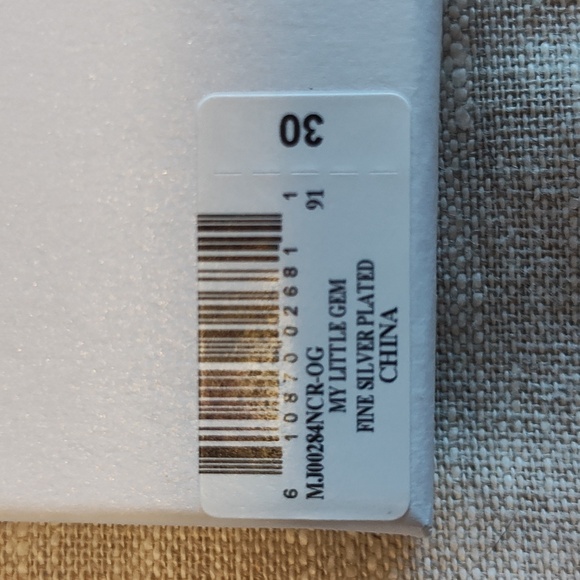 6 10870 02681 1
MJ00284NCR-OG 91
MY LITTLE GEM
FINE SILVER PLATED
CHINA
30